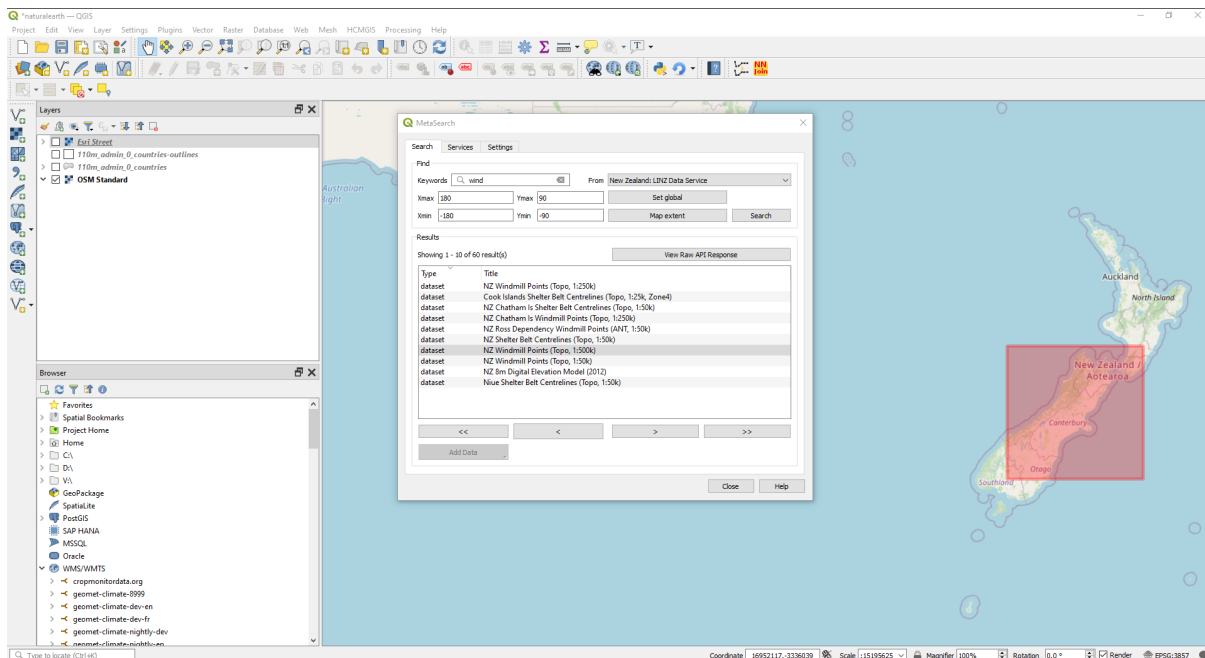 *naturalearth — QGIS
Project Edit View Layer Settings Plugins Vector Raster Database Web Mesh HCMGIS Processing Help
NN
Join
abc
Layers
Esri Street
110m_admin_0_countries-outlines
110m_admin_0_countries
OSM Standard
Browser
Favorites
Spatial Bookmarks
Project Home
Home
C:\
D:\
V:\
GeoPackage
SpatiaLite
PostGIS
SAP HANA
MSSQL
Oracle
WMS/WMTS
cropmonitordata.org
geomet-climate-8999
geomet-climate-dev-en
geomet-climate-dev-fr
geomet-climate-nightly-dev
geomet-climate-nightly-en
MetaSearch
Search Services Settings
Find
Keywords wind From New Zealand: LINZ Data Service
Xmax 180 Ymax 90 Set global
Xmin -180 Ymin -90 Map extent Search
Results
Showing 1 - 10 of 60 result(s) View Raw API Response
Type Title
dataset NZ Windmill Points (Topo, 1:250k)
dataset Cook Islands Shelter Belt Centrelines (Topo, 1:25k, Zone4)
dataset NZ Chatham Is Shelter Belt Centrelines (Topo, 1:50k)
dataset NZ Chatham Is Windmill Points (Topo, 1:250k)
dataset NZ Ross Dependency Windmill Points (ANT, 1:50k)
dataset NZ Shelter Belt Centrelines (Topo, 1:50k)
dataset NZ Windmill Points (Topo, 1:500k)
dataset NZ Windmill Points (Topo, 1:50k)
dataset NZ 8m Digital Elevation Model (2012)
dataset Niue Shelter Belt Centrelines (Topo, 1:50k)
<< < > >>
Add Data
Close Help
Australian
Bight
Auckland
North Island
New Zealand /
Aotearoa
Canterbury
Otago
Southland
Type to locate (Ctrl+K) Coordinate 16952117,-3336039 Scale :15195625 Magnifier 100% Rotation 0.0 ° Render EPSG:3857